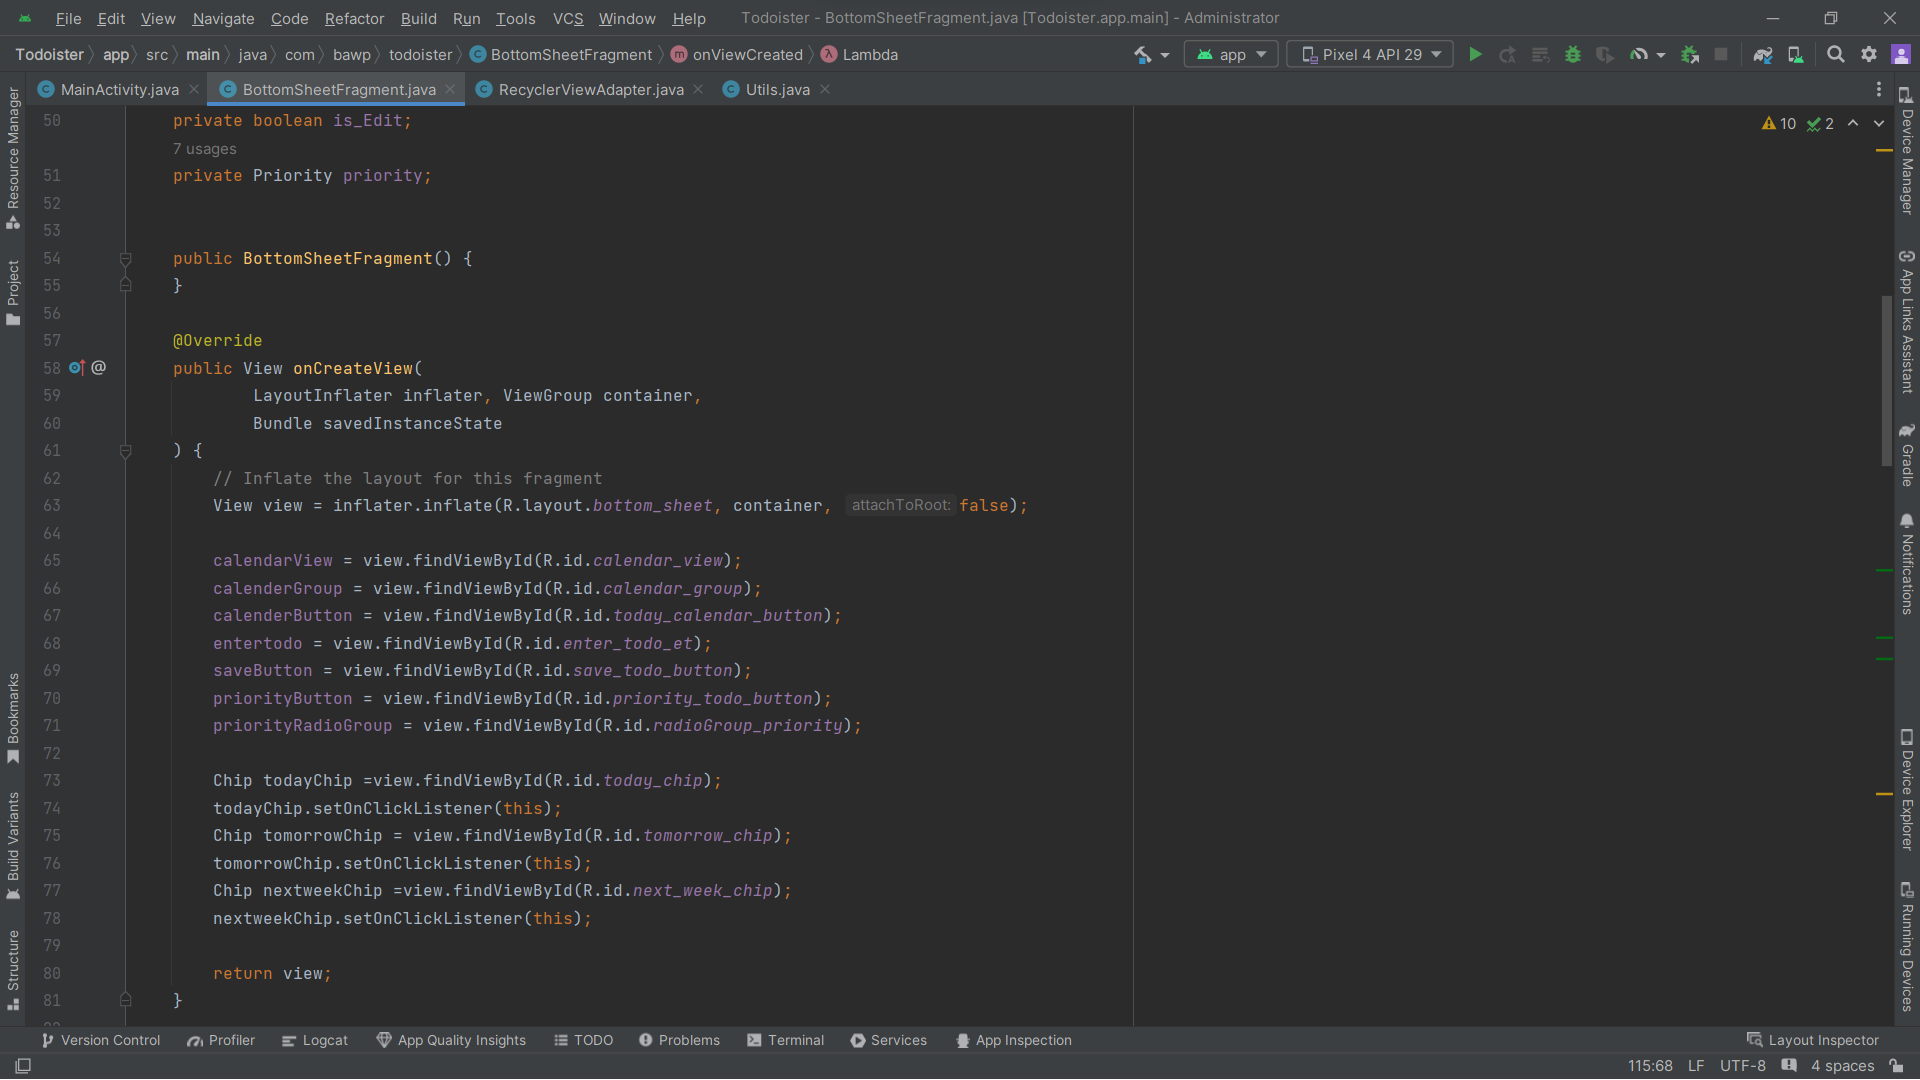 File Edit View Navigate Code Refactor Build Run Tools VCS Window Help Todoister - BottomSheetFragment.java [Todoister.app.main] - Administrator
Todoister app src main java com bawp todoister BottomSheetFragment onViewCreated Lambda app Pixel 4 API 29
MainActivity.java BottomSheetFragment.java RecyclerViewAdapter.java Utils.java
10 2
50 private boolean is_Edit;
7 usages
51 private Priority priority;
52
53
54 public BottomSheetFragment() {
55 }
56
57 @Override
58 @ public View onCreateView(
59 LayoutInflater inflater, ViewGroup container,
60 Bundle savedInstanceState
61 ) {
62 // Inflate the layout for this fragment
63 View view = inflater.inflate(R.layout.bottom_sheet, container, attachToRoot: false);
64
65 calendarView = view.findViewById(R.id.calendar_view);
66 calenderGroup = view.findViewById(R.id.calendar_group);
67 calenderButton = view.findViewById(R.id.today_calendar_button);
68 entertodo = view.findViewById(R.id.enter_todo_et);
69 saveButton = view.findViewById(R.id.save_todo_button);
70 priorityButton = view.findViewById(R.id.priority_todo_button);
71 priorityRadioGroup = view.findViewById(R.id.radioGroup_priority);
72
73 Chip todayChip =view.findViewById(R.id.today_chip);
74 todayChip.setOnClickListener(this);
75 Chip tomorrowChip = view.findViewById(R.id.tomorrow_chip);
76 tomorrowChip.setOnClickListener(this);
77 Chip nextweekChip =view.findViewById(R.id.next_week_chip);
78 nextweekChip.setOnClickListener(this);
79
80 return view;
81 }
Resource Manager
Project
Bookmarks
Build Variants
Structure
Device Manager
App Links Assistant
Gradle
Notifications
Device Explorer
Running Devices
Version Control Profiler Logcat App Quality Insights TODO Problems Terminal Services App Inspection Layout Inspector
115:68 LF UTF-8 4 spaces